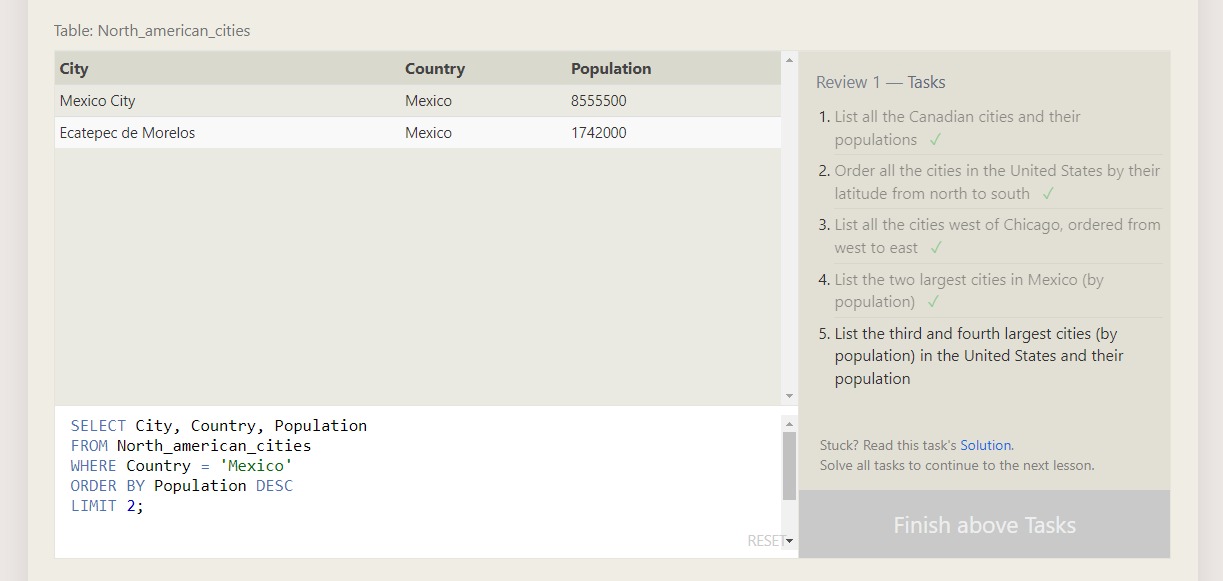 Table: North_american_cities
City Country Population
Mexico City Mexico 8555500
Ecatepec de Morelos Mexico 1742000
SELECT City, Country, Population
FROM North_american_cities
WHERE Country = 'Mexico'
ORDER BY Population DESC
LIMIT 2;
RESET
Review 1 — Tasks
1. List all the Canadian cities and their
populations ✓
2. Order all the cities in the United States by their
latitude from north to south ✓
3. List all the cities west of Chicago, ordered from
west to east ✓
4. List the two largest cities in Mexico (by
population) ✓
5. List the third and fourth largest cities (by
population) in the United States and their
population
Stuck? Read this task's Solution.
Solve all tasks to continue to the next lesson.
Finish above Tasks